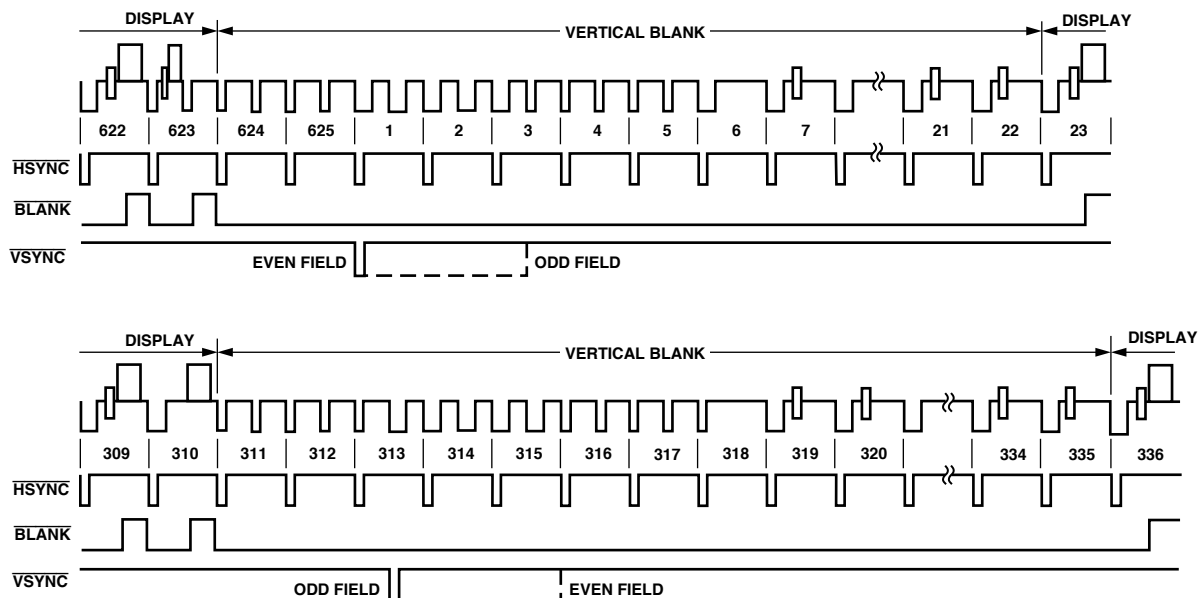 DISPLAY VERTICAL BLANK DISPLAY
622 623 624 625 1 2 3 4 5 6 7 21 22 23
HSYNC
BLANK
VSYNC
EVEN FIELD ODD FIELD
DISPLAY VERTICAL BLANK DISPLAY
309 310 311 312 313 314 315 316 317 318 319 320 334 335 336
HSYNC
BLANK
VSYNC
ODD FIELD EVEN FIELD